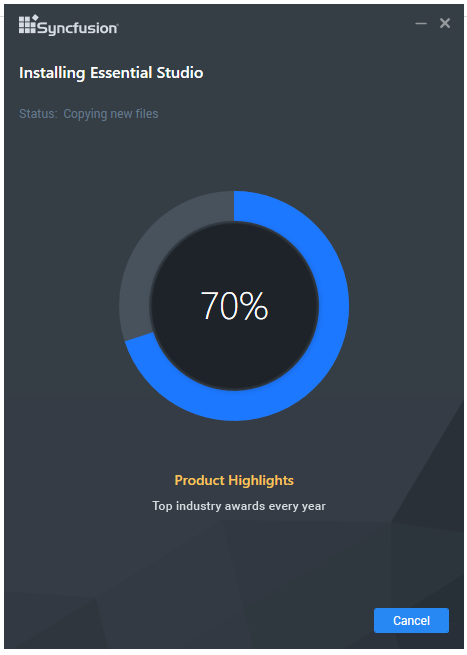 Syncfusion
Installing Essential Studio
Status: Copying new files
70%
Product Highlights
Top industry awards every year
Cancel